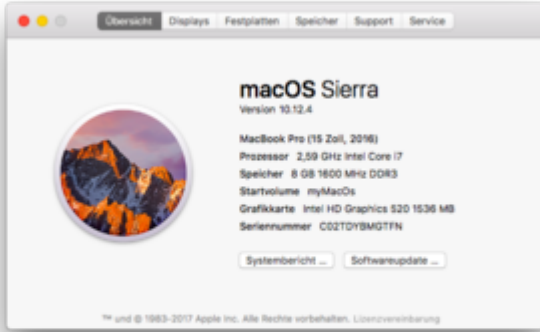 Übersicht Displays Festplatten Speicher Support Service
macOS Sierra
Version 10.12.4
MacBook Pro (15 Zoll, 2016)
Prozessor 2,59 GHz Intel Core i7
Speicher 8 GB 1600 MHz DDR3
Startvolume myMacOs
Grafikkarte Intel HD Graphics 520 1536 MB
Seriennummer C02TDYBMGTFN
Systembericht ... Softwareupdate ...
™ und © 1983-2017 Apple Inc. Alle Rechte vorbehalten. Lizenzvereinbarung